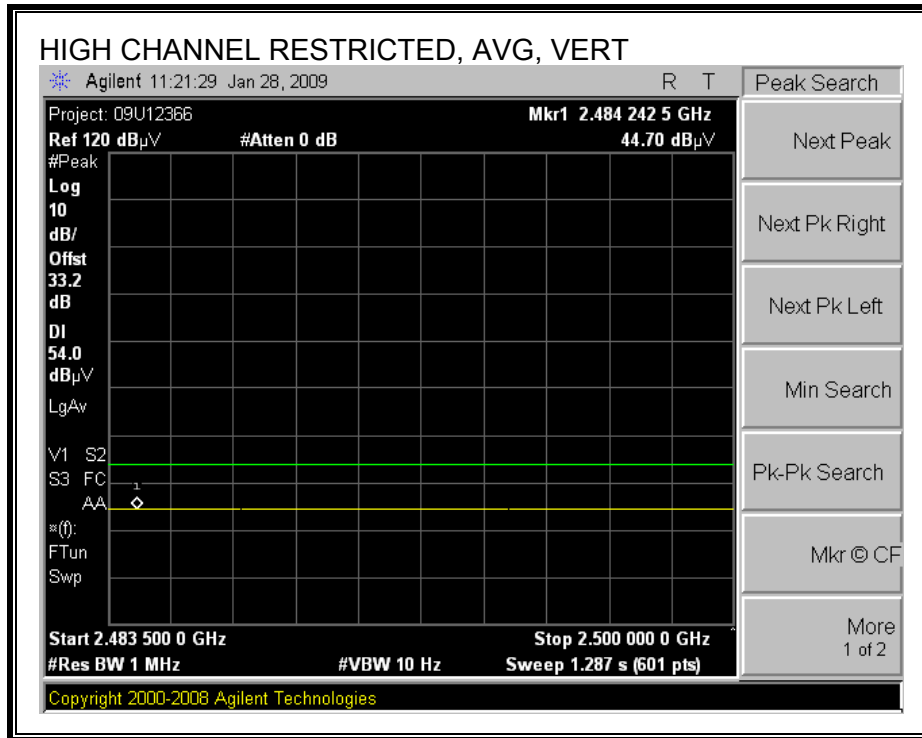 HIGH CHANNEL RESTRICTED, AVG, VERT
Agilent 11:21:29 Jan 28, 2009 R T
Peak Search
Project: 09U12366 Mkr1 2.484 242 5 GHz
Ref 120 dBµV #Atten 0 dB 44.70 dBµV
#Peak
Log
10
dB/
Offst
33.2
dB
DI
54.0
dBµV
LgAv
V1 S2
S3 FC
AA
1
¤(f):
FTun
Swp
Start 2.483 500 0 GHz Stop 2.500 000 0 GHz ^
#Res BW 1 MHz #VBW 10 Hz Sweep 1.287 s (601 pts)
Copyright 2000-2008 Agilent Technologies
Next Peak
Next Pk Right
Next Pk Left
Min Search
Pk-Pk Search
Mkr © CF
More
1 of 2